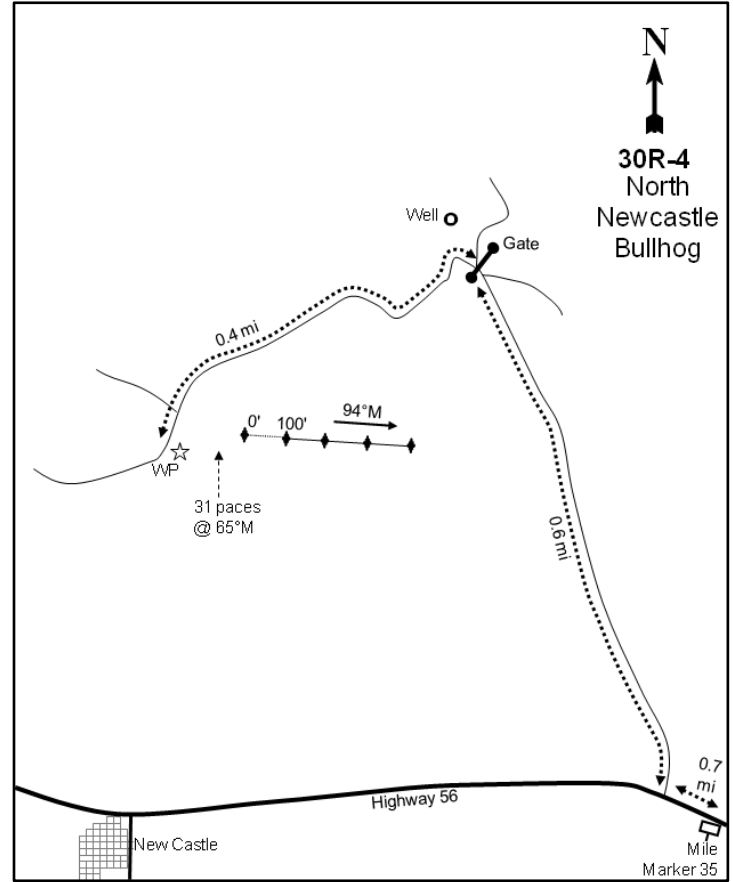 N
30R-4
North
Newcastle
Bullhog
Well
Gate
0.4 mi
0' 100' 94°M
WP
31 paces
@ 65°M
0.6 mi
0.7
mi
Highway 56
New Castle
Mile
Marker 35